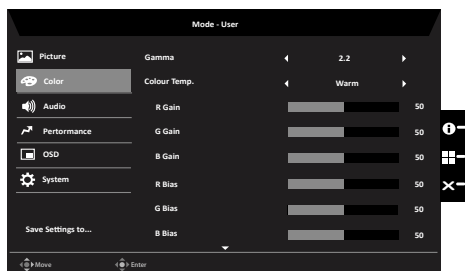 Mode - User
Picture
Gamma
2.2
Color
Colour Temp.
Warm
Audio
R Gain
50
Pertormance
G Gain
50
OSD
B Gain
50
System
R Bias
50
G Bias
50
Save Settings to...
B Bias
50
Move
Enter